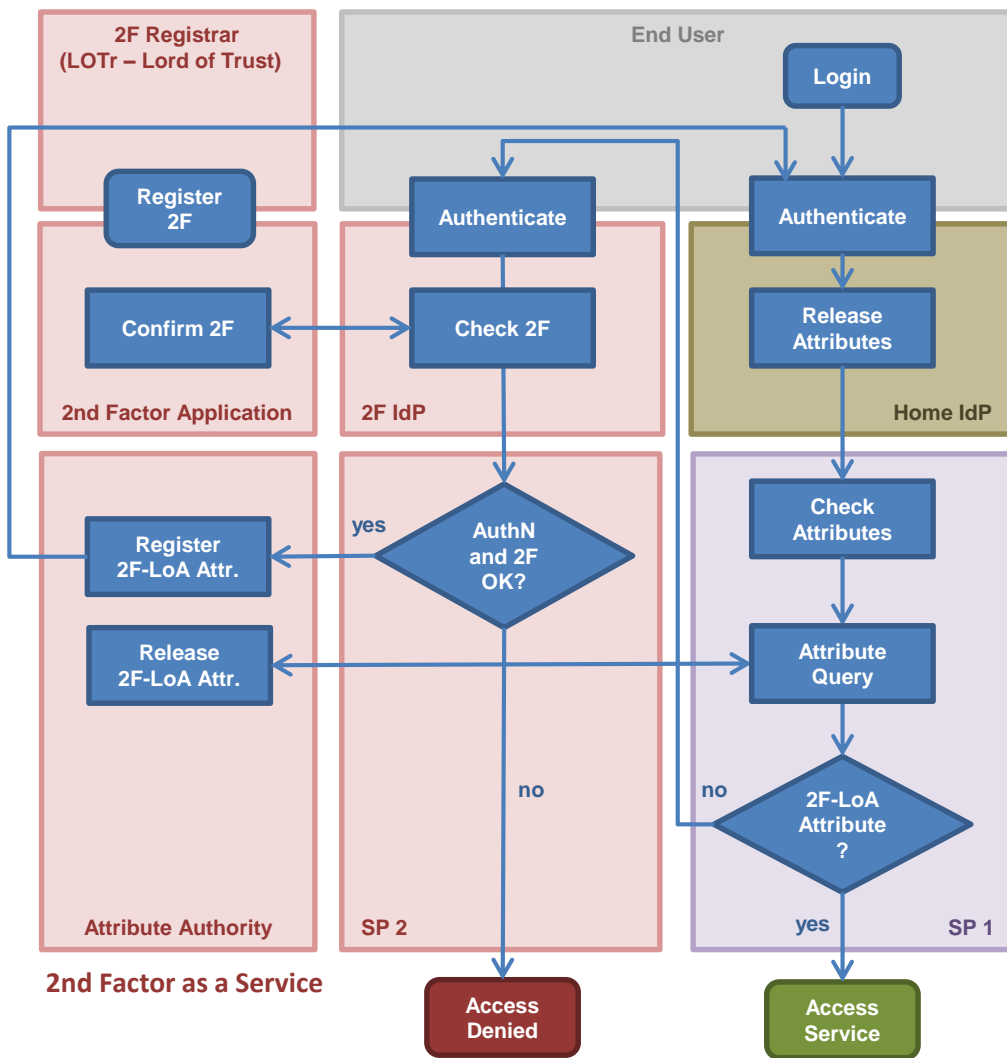 2F Registrar
(LOTr – Lord of Trust)
End User
Login
Register
2F
Authenticate
Authenticate
Confirm 2F
Check 2F
Release
Attributes
2nd Factor Application
2F IdP
Home IdP
yes
AuthN
and 2F
OK?
Check
Attributes
Register
2F-LoA Attr.
Release
2F-LoA Attr.
Attribute
Query
no
no
2F-LoA
Attribute
?
Attribute Authority
SP 2
yes
SP 1
2nd Factor as a Service
Access
Denied
Access
Service